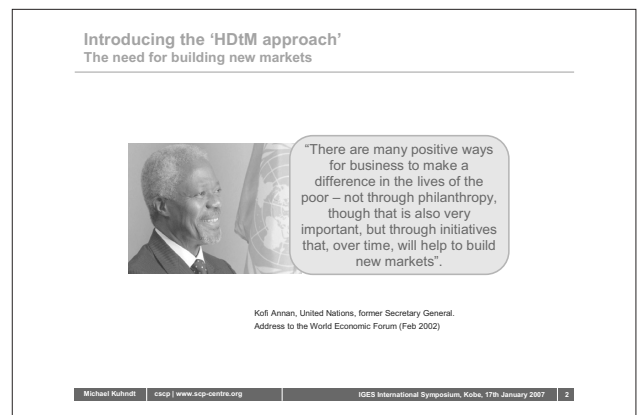 Introducing the ‘HDtM approach’
The need for building new markets
“There are many positive ways
for business to make a
difference in the lives of the
poor – not through philanthropy,
though that is also very
important, but through initiatives
that, over time, will help to build
new markets”.
Kofi Annan, United Nations, former Secretary General.
Address to the World Economic Forum (Feb 2002)
Michael Kuhndt cscp | www.scp-centre.org IGES International Symposium, Kobe, 17th January 2007 2